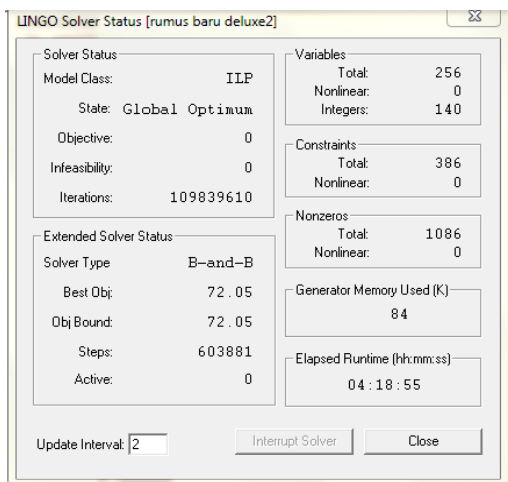 LINGO Solver Status [rumus baru deluxe2]
Solver Status
Model Class: ILP
State: Global Optimum
Objective: 0
Infeasibility: 0
Iterations: 109839610
Extended Solver Status
Solver Type B-and-B
Best Obj: 72.05
Obj Bound: 72.05
Steps: 603881
Active: 0
Update Interval: 2
Variables
Total: 256
Nonlinear: 0
Integers: 140
Constraints
Total: 386
Nonlinear: 0
Nonzeros
Total: 1086
Nonlinear: 0
Generator Memory Used (K)
84
Elapsed Runtime (hh:mm:ss)
04:18:55
Interrupt Solver
Close